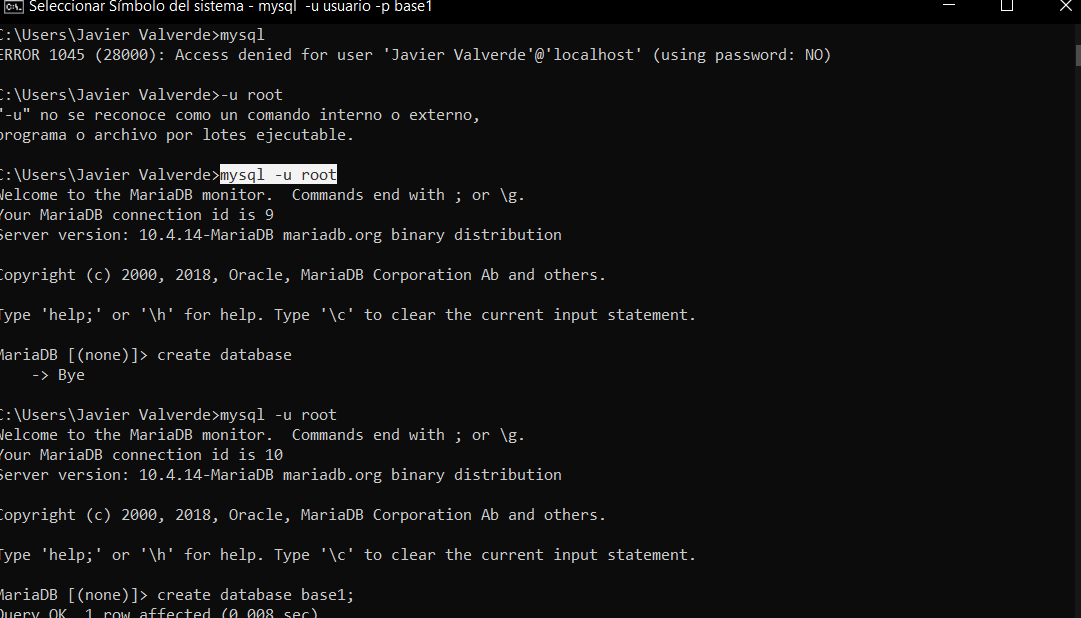 Seleccionar Símbolo del sistema - mysql -u usuario -p base1
C:\Users\Javier Valverde>mysql
ERROR 1045 (28000): Access denied for user 'Javier Valverde'@'localhost' (using password: NO)
C:\Users\Javier Valverde>-u root
"-u" no se reconoce como un comando interno o externo,
programa o archivo por lotes ejecutable.
C:\Users\Javier Valverde>mysql -u root
Welcome to the MariaDB monitor.  Commands end with ; or \g.
Your MariaDB connection id is 9
Server version: 10.4.14-MariaDB mariadb.org binary distribution
Copyright (c) 2000, 2018, Oracle, MariaDB Corporation Ab and others.
Type 'help;' or '\h' for help. Type '\c' to clear the current input statement.
MariaDB [(none)]> create database
-> Bye
C:\Users\Javier Valverde>mysql -u root
Welcome to the MariaDB monitor.  Commands end with ; or \g.
Your MariaDB connection id is 10
Server version: 10.4.14-MariaDB mariadb.org binary distribution
Copyright (c) 2000, 2018, Oracle, MariaDB Corporation Ab and others.
Type 'help;' or '\h' for help. Type '\c' to clear the current input statement.
MariaDB [(none)]> create database base1;
Query OK, 1 row affected (0.008 sec)